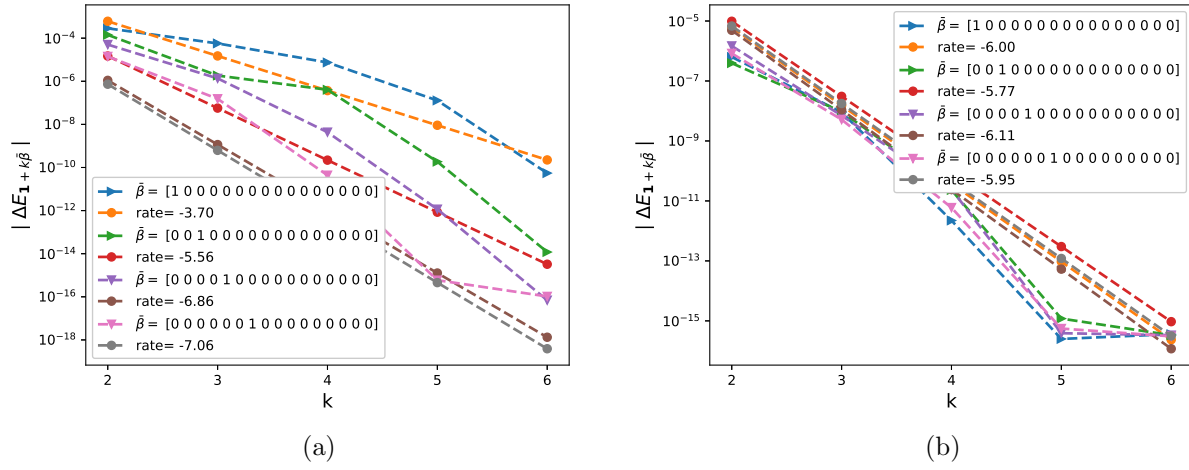 10⁻⁴
10⁻⁶
10⁻⁸
10⁻¹⁰
10⁻¹²
10⁻¹⁴
10⁻¹⁶
10⁻¹⁸
| ΔE_{𝟏 + kβ̄} |
β̄ = [1 0 0 0 0 0 0 0 0 0 0 0 0 0 0 0]
rate= -3.70
β̄ = [0 0 1 0 0 0 0 0 0 0 0 0 0 0 0 0]
rate= -5.56
β̄ = [0 0 0 0 1 0 0 0 0 0 0 0 0 0 0 0]
rate= -6.86
β̄ = [0 0 0 0 0 0 1 0 0 0 0 0 0 0 0 0]
rate= -7.06
2 3 4 5 6
k
(a)
10⁻⁵
10⁻⁷
10⁻⁹
10⁻¹¹
10⁻¹³
10⁻¹⁵
| ΔE_{𝟏 + kβ̄} |
β̄ = [1 0 0 0 0 0 0 0 0 0 0 0 0 0 0 0]
rate= -6.00
β̄ = [0 0 1 0 0 0 0 0 0 0 0 0 0 0 0 0]
rate= -5.77
β̄ = [0 0 0 0 1 0 0 0 0 0 0 0 0 0 0 0]
rate= -6.11
β̄ = [0 0 0 0 0 0 1 0 0 0 0 0 0 0 0 0]
rate= -5.95
2 3 4 5 6
k
(b)